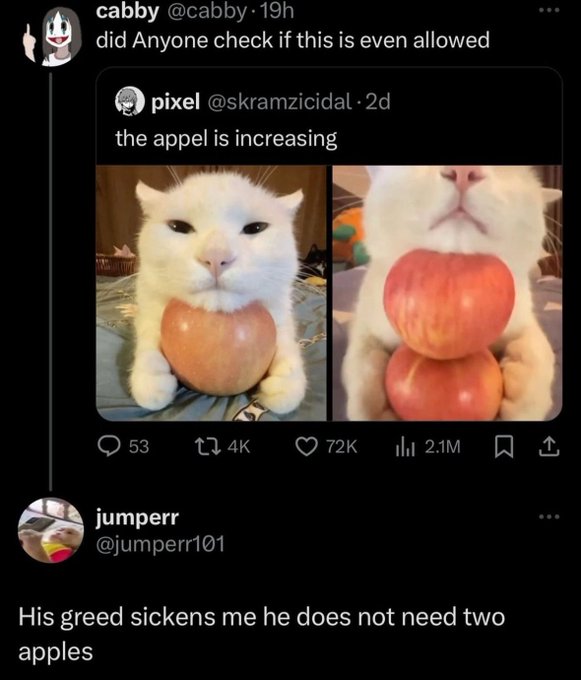 cabby @cabby · 19h
did Anyone check if this is even allowed
pixel @skramzicidal · 2d
the appel is increasing
53 4K 72K 2.1M
jumperr
@jumperr101
His greed sickens me he does not need two
apples